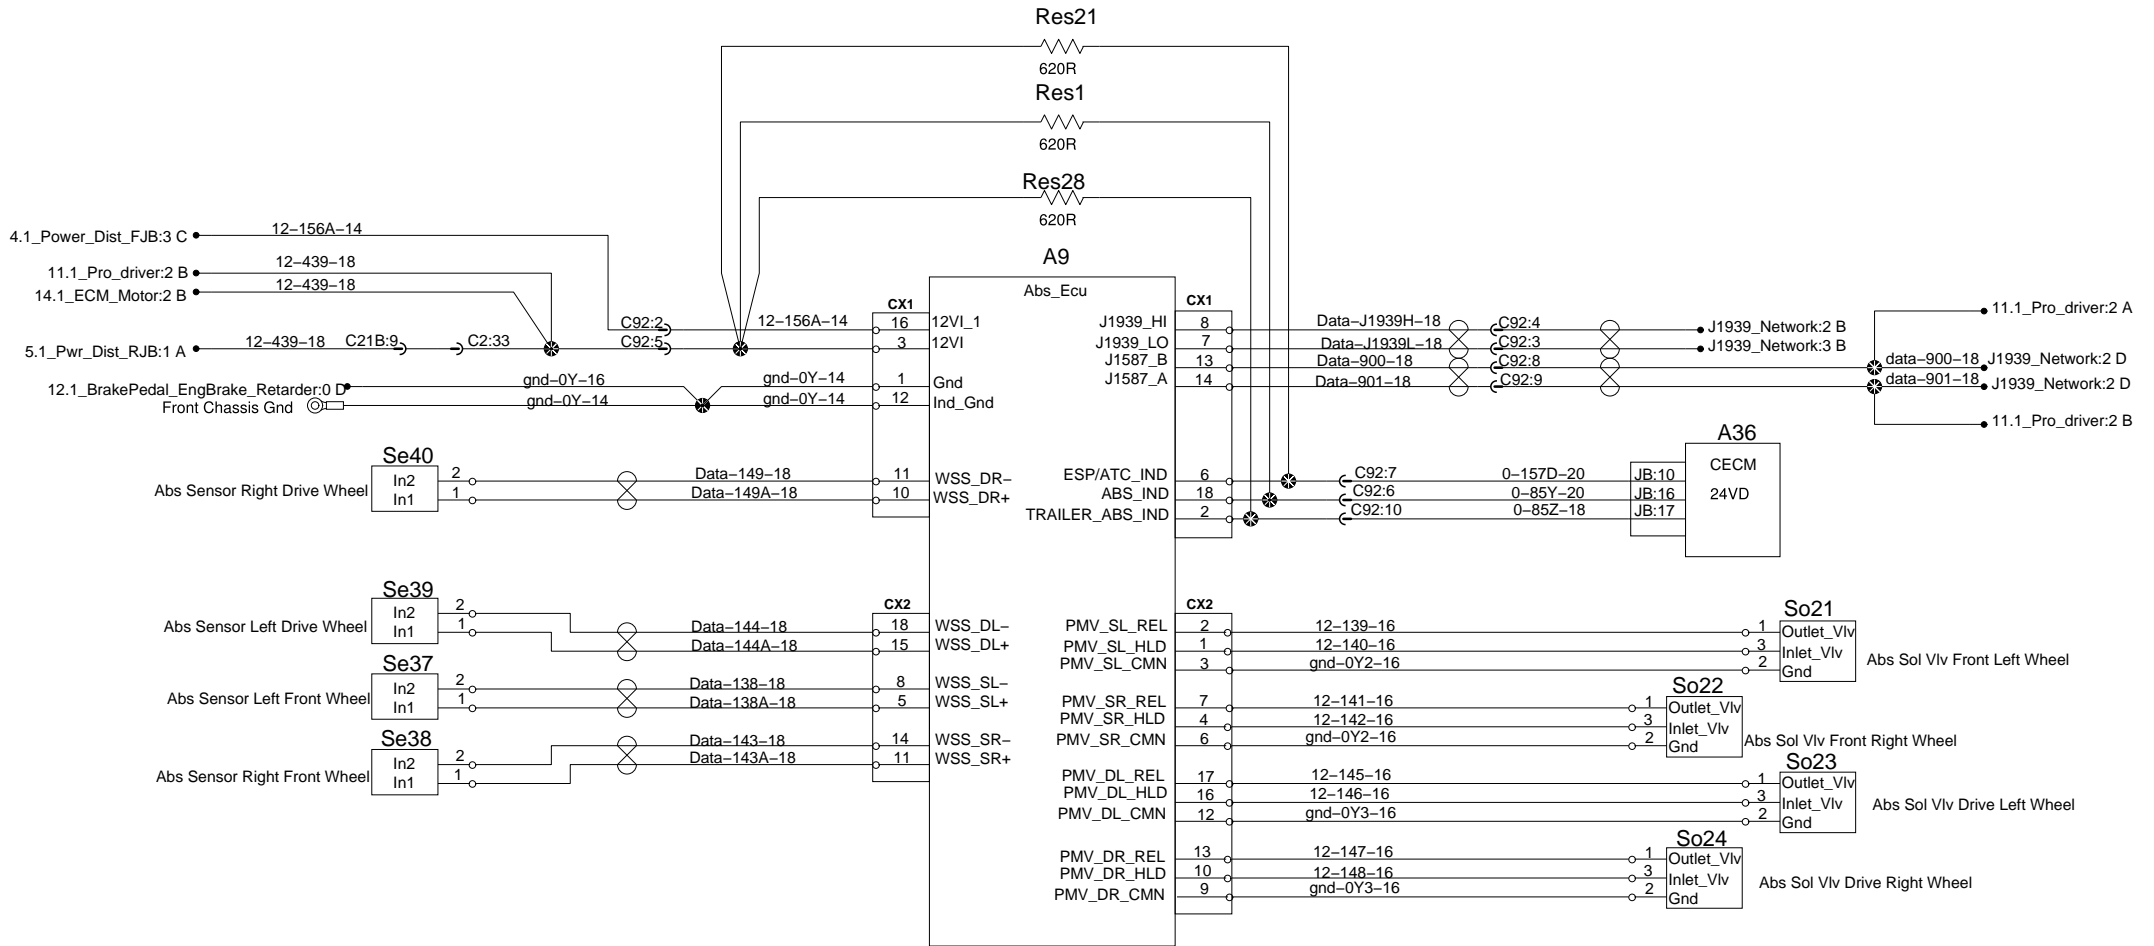 Res21
620R
Res1
620R
Res28
620R
4.1_Power_Dist_FJB:3 C 12-156A-14
11.1_Pro_driver:2 B 12-439-18
14.1_ECM_Motor:2 B 12-439-18
5.1_Pwr_Dist_RJB:1 A 12-439-18 C21B:9 C2:33
C92:2 12-156A-14
C92:5
12.1_BrakePedal_EngBrake_Retarder:0 D gnd-0Y-16 gnd-0Y-14
Front Chassis Gnd gnd-0Y-14 gnd-0Y-14
A9
Abs_Ecu
CX1
16 12VI_1
3 12VI
1 Gnd
12 Ind_Gnd
11 WSS_DR-
10 WSS_DR+
Se40
Abs Sensor Right Drive Wheel
In2 2 Data-149-18
In1 1 Data-149A-18
Se39
Abs Sensor Left Drive Wheel
In2 2 Data-144-18
In1 1 Data-144A-18
Se37
Abs Sensor Left Front Wheel
In2 2 Data-138-18
In1 1 Data-138A-18
Se38
Abs Sensor Right Front Wheel
In2 2 Data-143-18
In1 1 Data-143A-18
CX2
18 WSS_DL-
15 WSS_DL+
8 WSS_SL-
5 WSS_SL+
14 WSS_SR-
11 WSS_SR+
CX1
J1939_HI 8 Data-J1939H-18 C92:4 J1939_Network:2 B
J1939_LO 7 Data-J1939L-18 C92:3 J1939_Network:3 B
J1587_B 13 Data-900-18 C92:8 data-900-18 J1939_Network:2 D
J1587_A 14 Data-901-18 C92:9 data-901-18 J1939_Network:2 D
11.1_Pro_driver:2 A
11.1_Pro_driver:2 B
ESP/ATC_IND 6 C92:7 0-157D-20 JB:10
ABS_IND 18 C92:6 0-85Y-20 JB:16
TRAILER_ABS_IND 2 C92:10 0-85Z-18 JB:17
A36
CECM
24VD
CX2
PMV_SL_REL 2 12-139-16 1 Outlet_Vlv
PMV_SL_HLD 1 12-140-16 3 Inlet_Vlv
PMV_SL_CMN 3 gnd-0Y2-16 2 Gnd
So21
Abs Sol Vlv Front Left Wheel
PMV_SR_REL 7 12-141-16 1 Outlet_Vlv
PMV_SR_HLD 4 12-142-16 3 Inlet_Vlv
PMV_SR_CMN 6 gnd-0Y2-16 2 Gnd
So22
Abs Sol Vlv Front Right Wheel
PMV_DL_REL 17 12-145-16 1 Outlet_Vlv
PMV_DL_HLD 16 12-146-16 3 Inlet_Vlv
PMV_DL_CMN 12 gnd-0Y3-16 2 Gnd
So23
Abs Sol Vlv Drive Left Wheel
PMV_DR_REL 13 12-147-16 1 Outlet_Vlv
PMV_DR_HLD 10 12-148-16 3 Inlet_Vlv
PMV_DR_CMN 9 gnd-0Y3-16 2 Gnd
So24
Abs Sol Vlv Drive Right Wheel